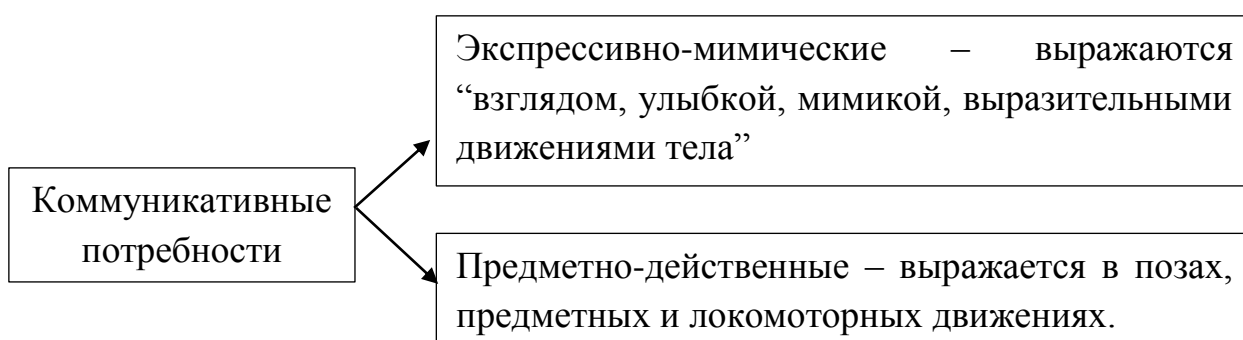 Экспрессивно-мимические – выражаются
“взглядом, улыбкой, мимикой, выразительными
движениями тела”
Коммуникативные
потребности
Предметно-действенные – выражается в позах,
предметных и локомоторных движениях.